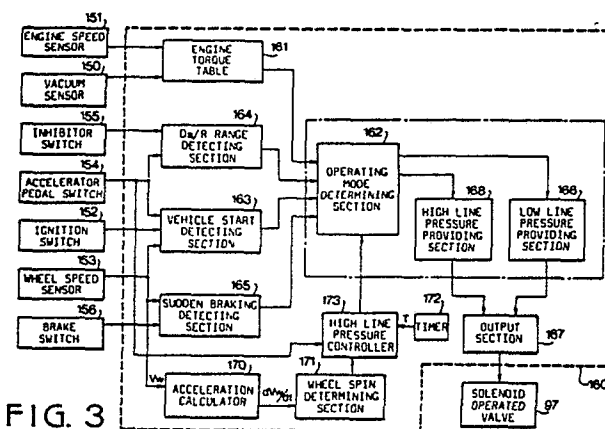 151
ENGINE SPEED
SENSOR
150
VACUUM
SENSOR
155
INHIBITOR
SWITCH
154
ACCELERATOR
PEDAL SWITCH
152
IGNITION
SWITCH
153
WHEEL SPEED
SENSOR
156
BRAKE
SWITCH
161
ENGINE
TORQUE
TABLE
164
Ds/R RANGE
DETECTING
SECTION
163
VEHICLE START
DETECTING
SECTION
165
SUDDEN BRAKING
DETECTING
SECTION
170
Vw
ACCELERATION
CALCULATOR
dVw/dt
171
WHEEL SPIN
DETERMINING
SECTION
162
OPERATING
MODE
DETERMINING
SECTION
173
HIGH LINE
PRESSURE
CONTROLLER
T
172
TIMER
168
HIGH LINE
PRESSURE
PROVIDING
SECTION
166
LOW LINE
PRESSURE
PROVIDING
SECTION
167
OUTPUT
SECTION
160
SOLENOID
OPERATED
VALVE
97
FIG. 3